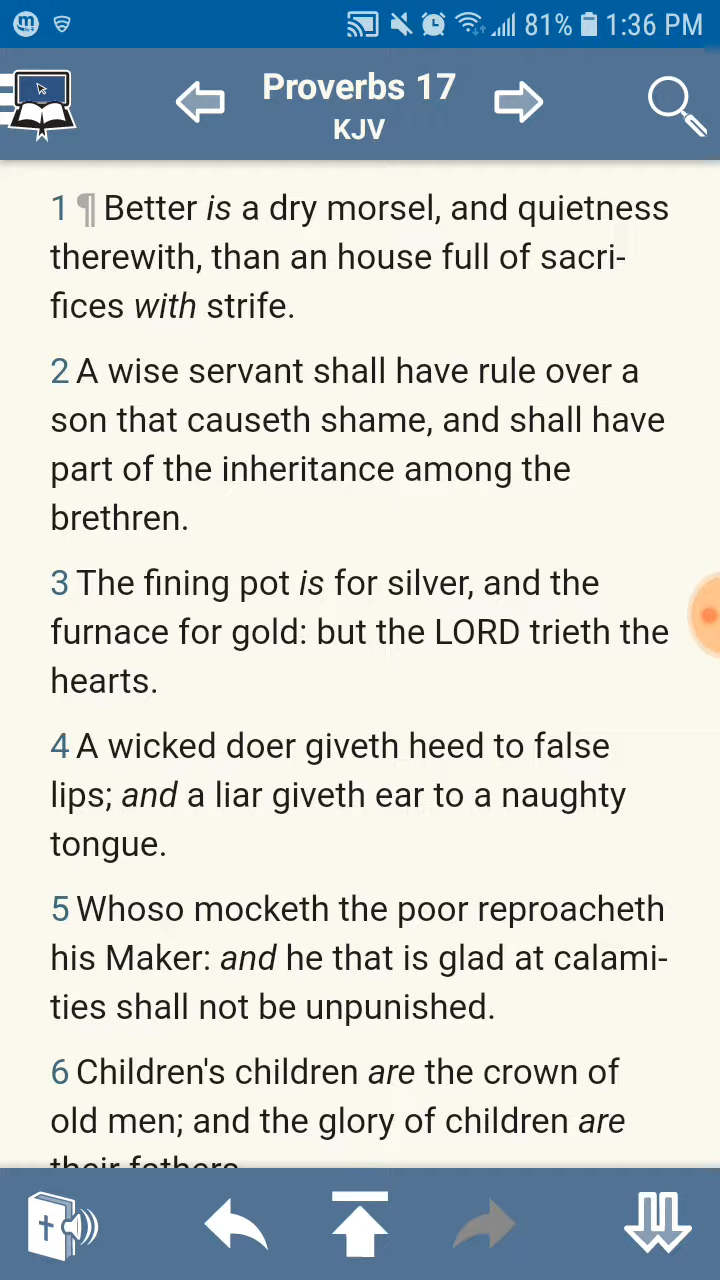 81% 1:36 PM
Proverbs 17
KJV
1 ¶ Better is a dry morsel, and quietness
therewith, than an house full of sacri-
fices with strife.
2 A wise servant shall have rule over a
son that causeth shame, and shall have
part of the inheritance among the
brethren.
3 The fining pot is for silver, and the
furnace for gold: but the LORD trieth the
hearts.
4 A wicked doer giveth heed to false
lips; and a liar giveth ear to a naughty
tongue.
5 Whoso mocketh the poor reproacheth
his Maker: and he that is glad at calami-
ties shall not be unpunished.
6 Children's children are the crown of
old men; and the glory of children are
their fathers.